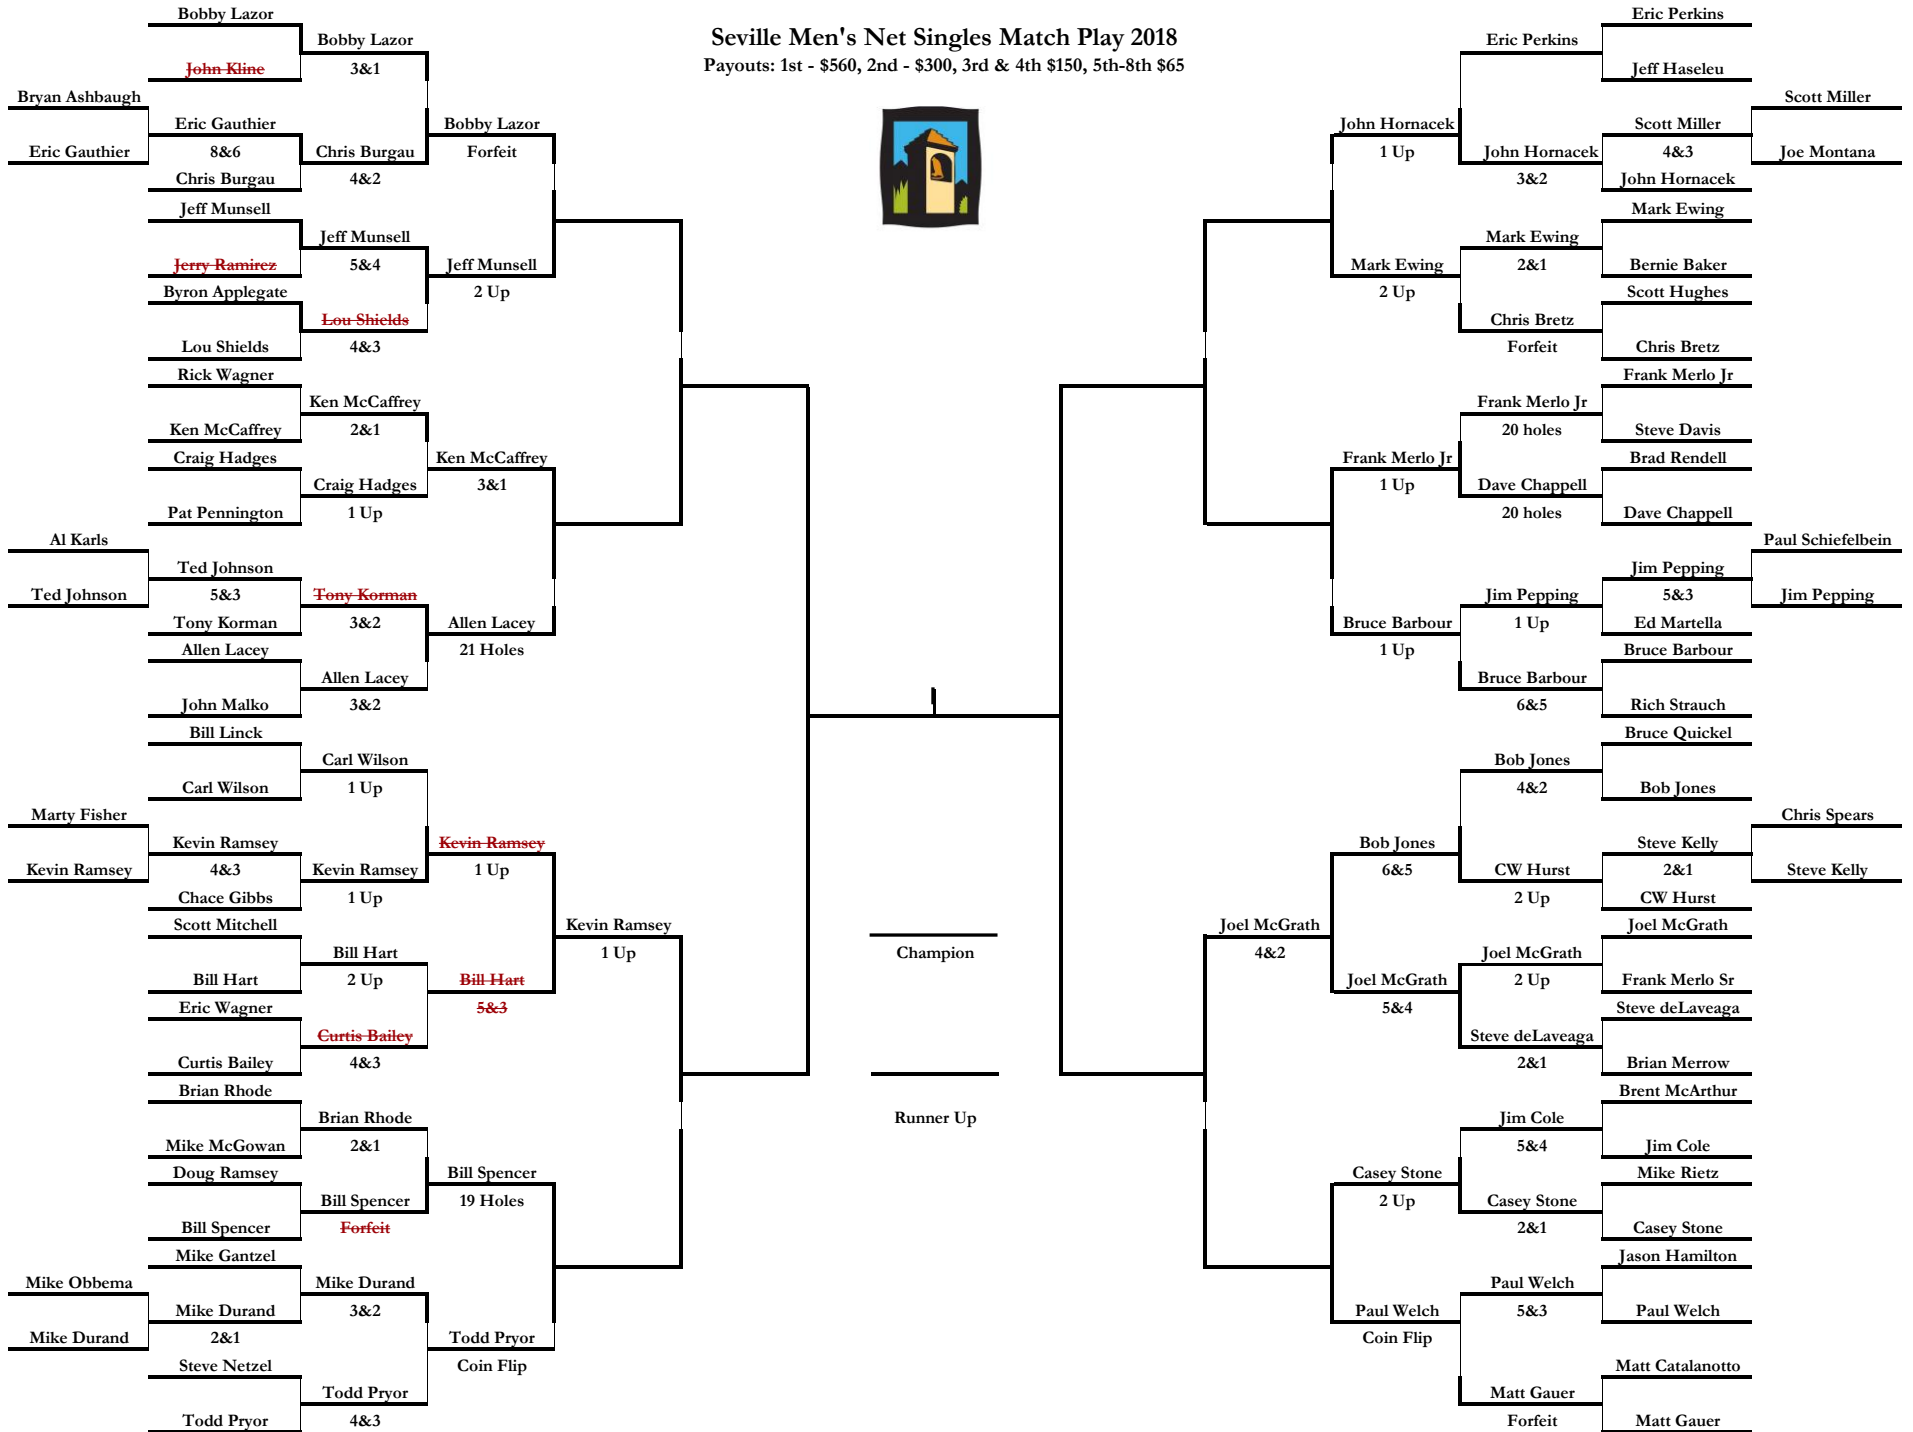 Seville Men's Net Singles Match Play 2018
Payouts: 1st - $560, 2nd - $300, 3rd & 4th $150, 5th-8th $65
Bryan Ashbaugh
Eric Gauthier
Al Karls
Ted Johnson
Marty Fisher
Kevin Ramsey
Mike Obbema
Mike Durand
Bobby Lazor
John Kline
Eric Gauthier
8&6
Chris Burgau
Jeff Munsell
Jerry Ramirez
Byron Applegate
Lou Shields
Rick Wagner
Ken McCaffrey
Craig Hadges
Pat Pennington
Ted Johnson
5&3
Tony Korman
Allen Lacey
John Malko
Bill Linck
Carl Wilson
Kevin Ramsey
4&3
Chace Gibbs
Scott Mitchell
Bill Hart
Eric Wagner
Curtis Bailey
Brian Rhode
Mike McGowan
Doug Ramsey
Bill Spencer
Mike Gantzel
Mike Durand
2&1
Steve Netzel
Todd Pryor
Bobby Lazor
3&1
Chris Burgau
4&2
Jeff Munsell
5&4
Lou Shields
4&3
Ken McCaffrey
2&1
Craig Hadges
1 Up
Tony Korman
3&2
Allen Lacey
3&2
Carl Wilson
1 Up
Kevin Ramsey
1 Up
Bill Hart
2 Up
Curtis Bailey
4&3
Brian Rhode
2&1
Bill Spencer
Forfeit
Mike Durand
3&2
Todd Pryor
4&3
Bobby Lazor
Forfeit
Jeff Munsell
2 Up
Ken McCaffrey
3&1
Allen Lacey
21 Holes
Kevin Ramsey
1 Up
Bill Hart
5&3
Bill Spencer
19 Holes
Todd Pryor
Coin Flip
Kevin Ramsey
1 Up
Champion
Runner Up
Joel McGrath
4&2
John Hornacek
1 Up
Mark Ewing
2 Up
Frank Merlo Jr
1 Up
Bruce Barbour
1 Up
Bob Jones
6&5
Joel McGrath
5&4
Casey Stone
2 Up
Paul Welch
Coin Flip
Eric Perkins
John Hornacek
3&2
Mark Ewing
2&1
Chris Bretz
Forfeit
Frank Merlo Jr
20 holes
Dave Chappell
20 holes
Jim Pepping
1 Up
Bruce Barbour
6&5
Bob Jones
4&2
CW Hurst
2 Up
Joel McGrath
2 Up
Steve deLaveaga
2&1
Jim Cole
5&4
Casey Stone
2&1
Paul Welch
5&3
Matt Gauer
Forfeit
Eric Perkins
Jeff Haseleu
Scott Miller
4&3
John Hornacek
Mark Ewing
Bernie Baker
Scott Hughes
Chris Bretz
Frank Merlo Jr
Steve Davis
Brad Rendell
Dave Chappell
Jim Pepping
5&3
Ed Martella
Bruce Barbour
Rich Strauch
Bruce Quickel
Bob Jones
Steve Kelly
2&1
CW Hurst
Joel McGrath
Frank Merlo Sr
Steve deLaveaga
Brian Merrow
Brent McArthur
Jim Cole
Mike Rietz
Casey Stone
Jason Hamilton
Paul Welch
Matt Catalanotto
Matt Gauer
Scott Miller
Joe Montana
Paul Schiefelbein
Jim Pepping
Chris Spears
Steve Kelly